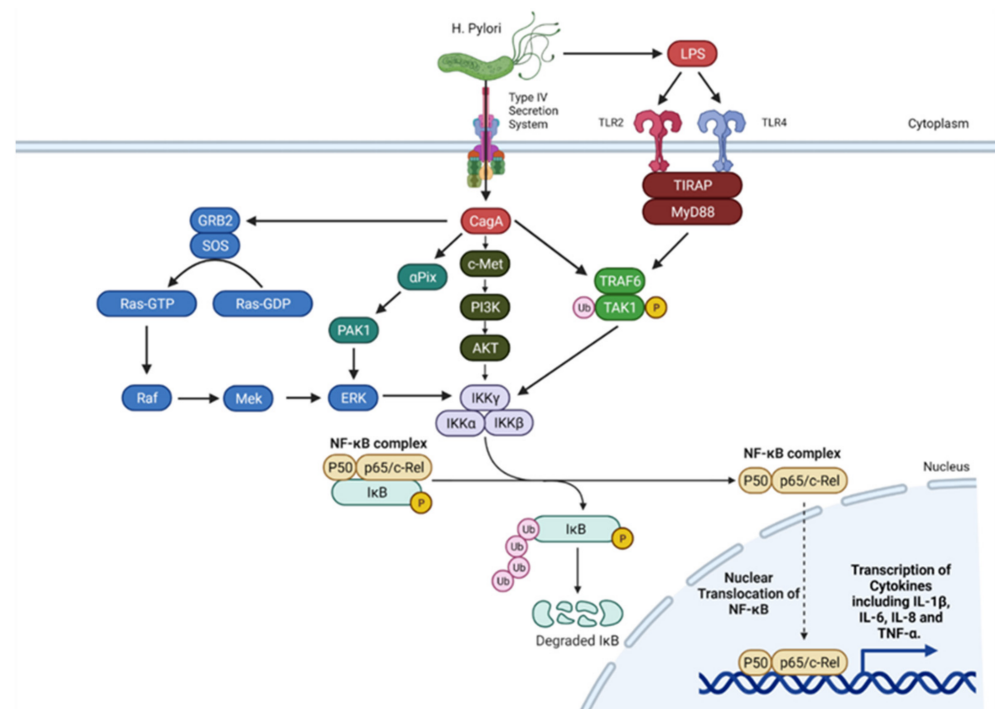 H. Pylori
LPS
Type IV
Secretion
System
TLR2
TLR4
Cytoplasm
TIRAP
MyD88
GRB2
SOS
CagA
c-Met
αPix
TRAF6
Ub
TAK1
P
Ras-GTP
Ras-GDP
PI3K
PAK1
AKT
Raf
Mek
ERK
IKKγ
IKKα
IKKβ
NF-κB complex
P50
p65/c-Rel
IκB
P
NF-κB complex
P50
p65/c-Rel
Nucleus
Ub
IκB
P
Ub
Ub
Ub
Degraded IκB
Nuclear
Translocation of
NF-κB
Transcription of
Cytokines
including IL-1β,
IL-6, IL-8 and
TNF-α.
P50
p65/c-Rel